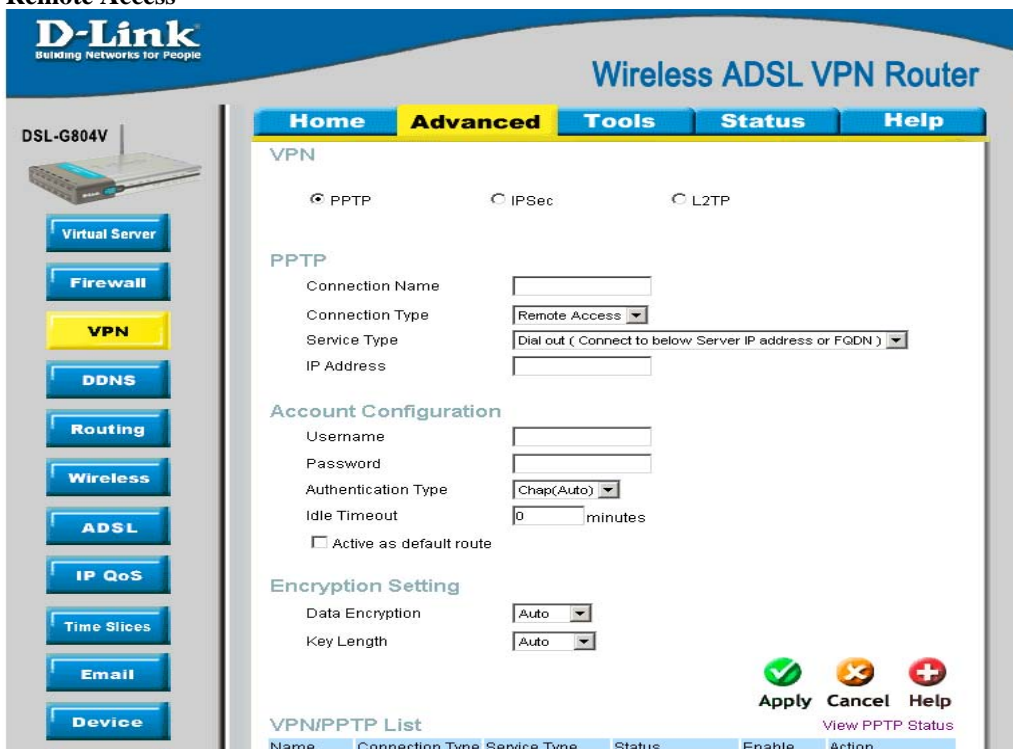 Remote Access
D-Link
Building Networks for People
Wireless ADSL VPN Router
DSL-G804V
Home Advanced Tools Status Help
Virtual Server
Firewall
VPN
DDNS
Routing
Wireless
ADSL
IP QoS
Time Slices
Email
Device
VPN
PPTP IPSec L2TP
PPTP
Connection Name
Connection Type Remote Access
Service Type Dial out ( Connect to below Server IP address or FQDN )
IP Address
Account Configuration
Username
Password
Authentication Type Chap(Auto)
Idle Timeout 0 minutes
Active as default route
Encryption Setting
Data Encryption Auto
Key Length Auto
Apply Cancel Help
VPN/PPTP List View PPTP Status
Name Connection Type Service Type Status Enable Action